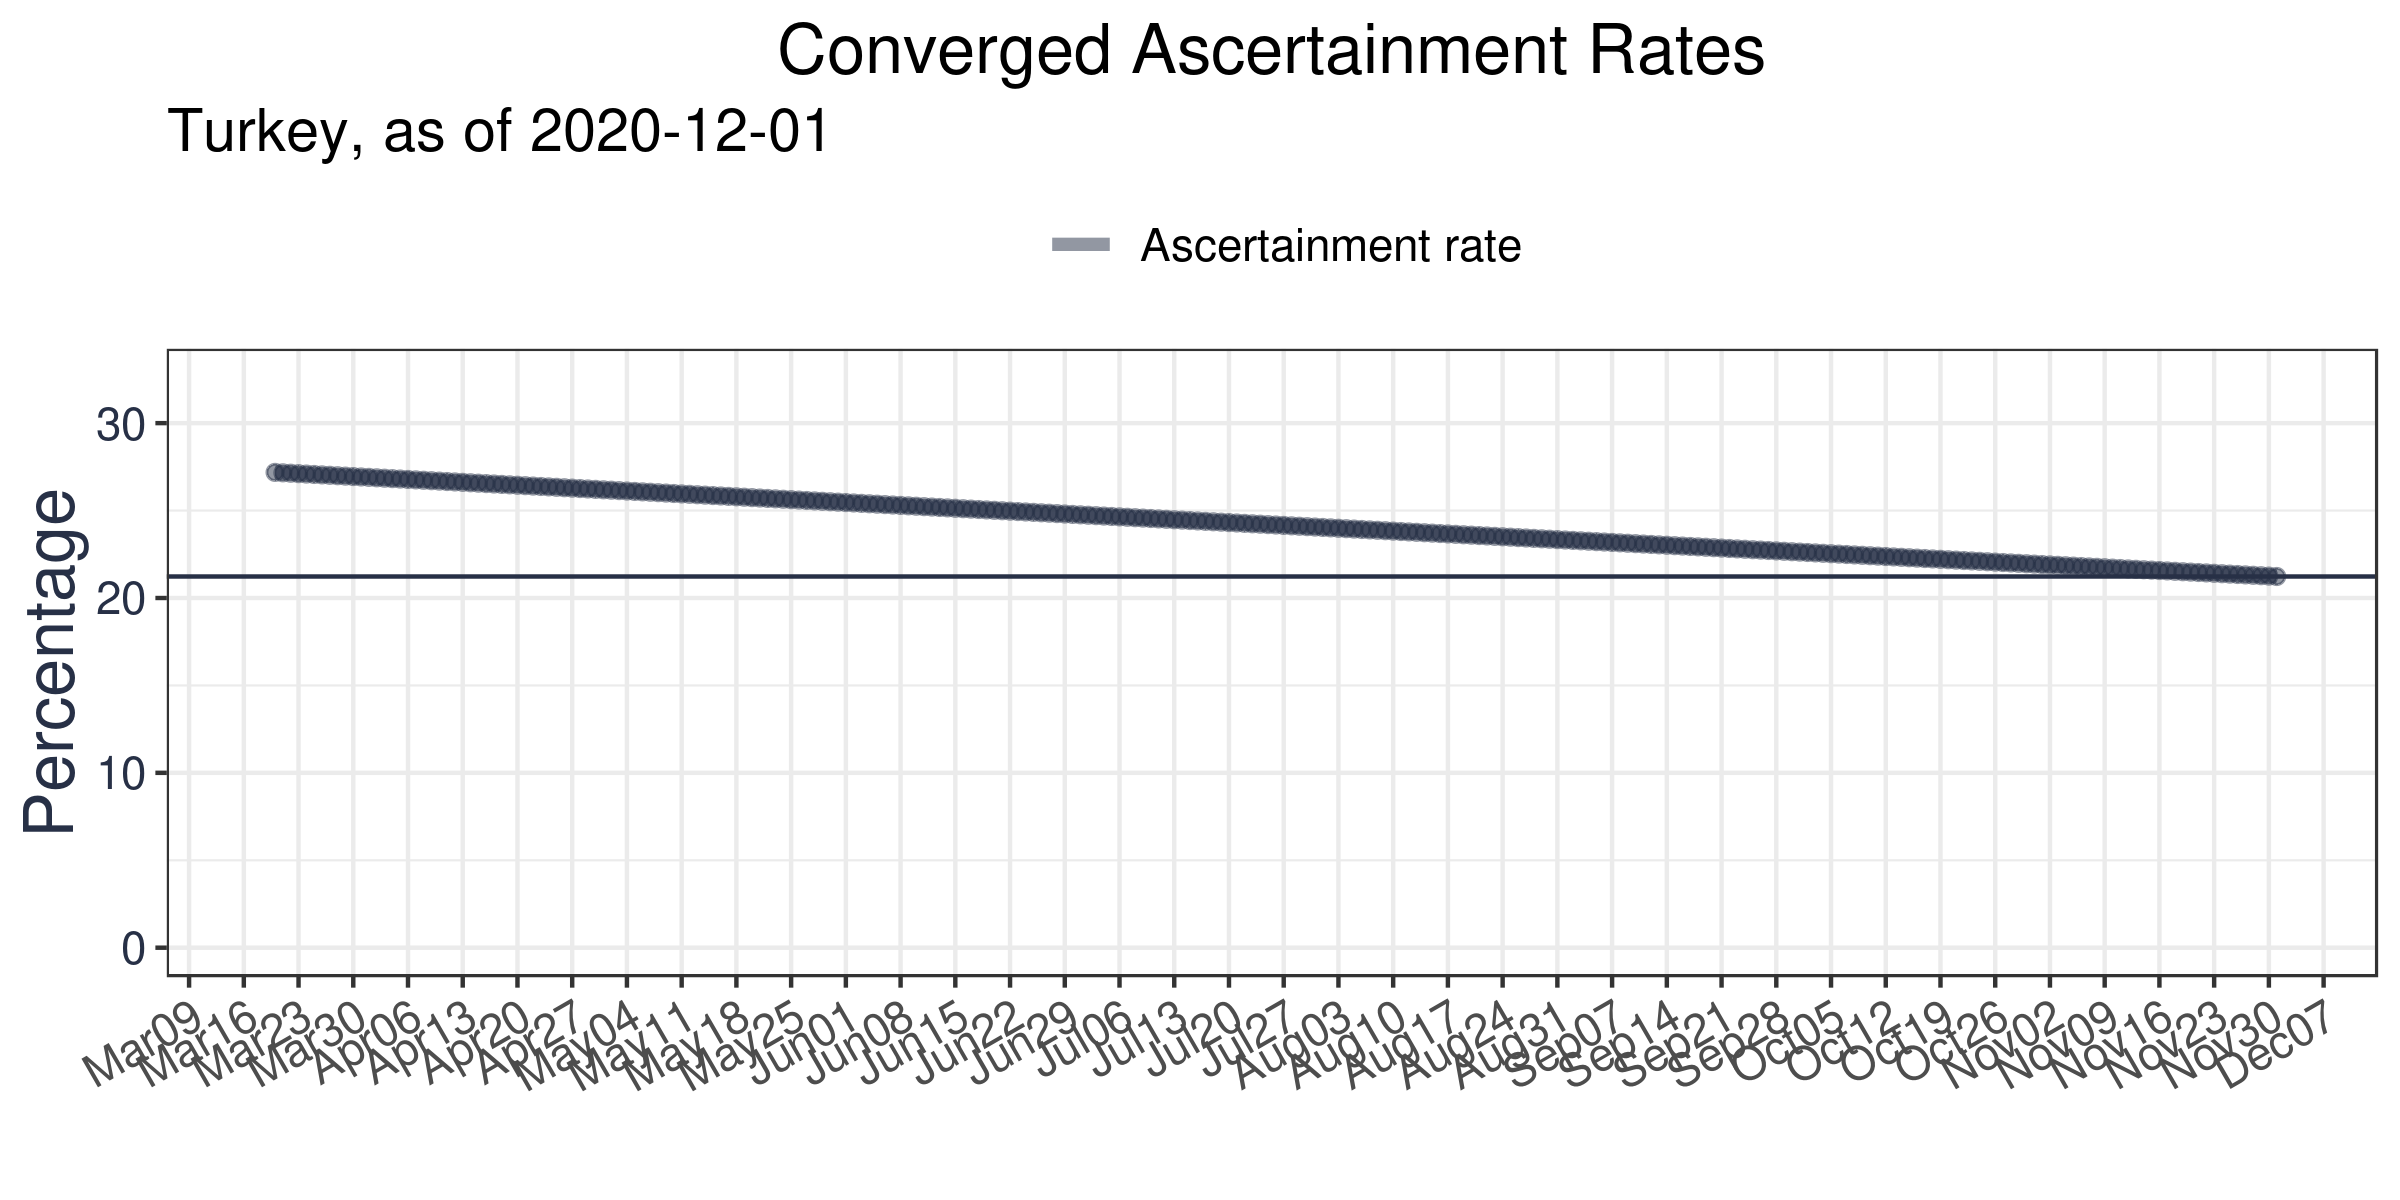 Converged Ascertainment Rates
Turkey, as of 2020-12-01
Ascertainment rate
Percentage
30
20
10
0
Mar09
Mar16
Mar23
Mar30
Apr06
Apr13
Apr20
Apr27
May04
May11
May18
May25
Jun01
Jun08
Jun15
Jun22
Jun29
Jul06
Jul13
Jul20
Jul27
Aug03
Aug10
Aug17
Aug24
Aug31
Sep07
Sep14
Sep21
Sep28
Oct05
Oct12
Oct19
Oct26
Nov02
Nov09
Nov16
Nov23
Nov30
Dec07